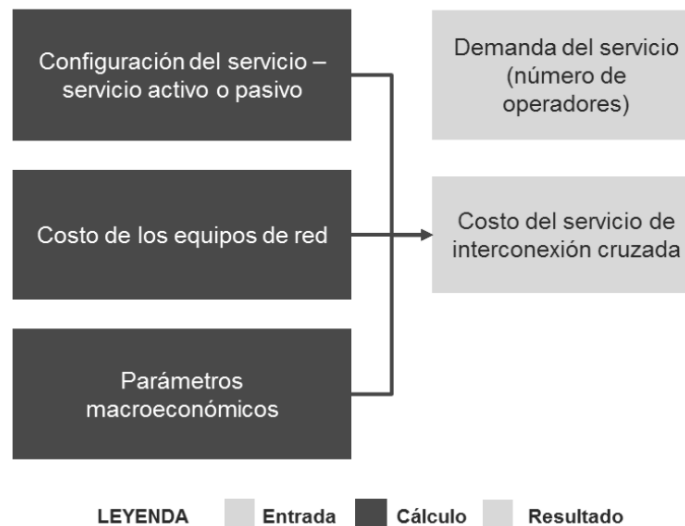 Configuración del servicio –
servicio activo o pasivo
Demanda del servicio
(número de
operadores)
Costo de los equipos de red
Costo del servicio de
interconexión cruzada
Parámetros
macroeconómicos
LEYENDA Entrada Cálculo Resultado